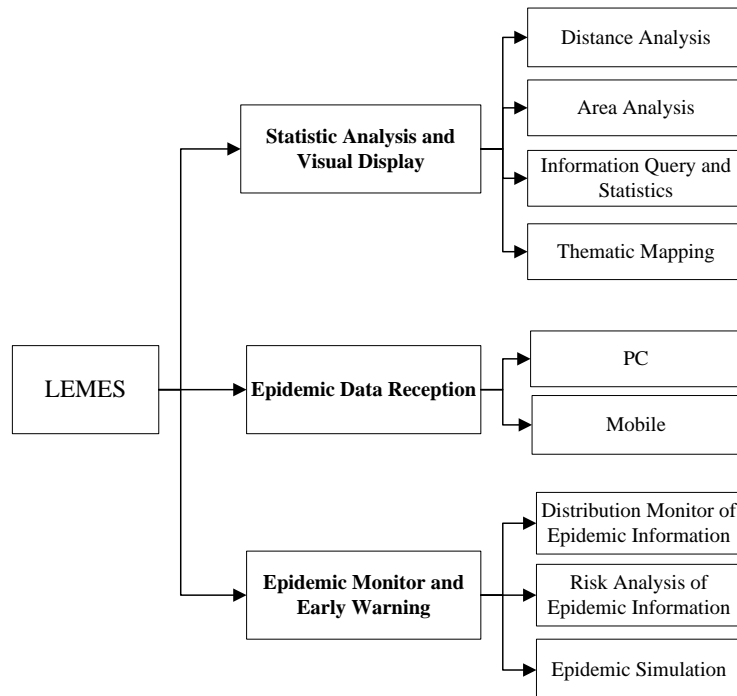 LEMES
Statistic Analysis and
Visual Display
Distance Analysis
Area Analysis
Information Query and
Statistics
Thematic Mapping
Epidemic Data Reception
PC
Mobile
Epidemic Monitor and
Early Warning
Distribution Monitor of
Epidemic Information
Risk Analysis of
Epidemic Information
Epidemic Simulation